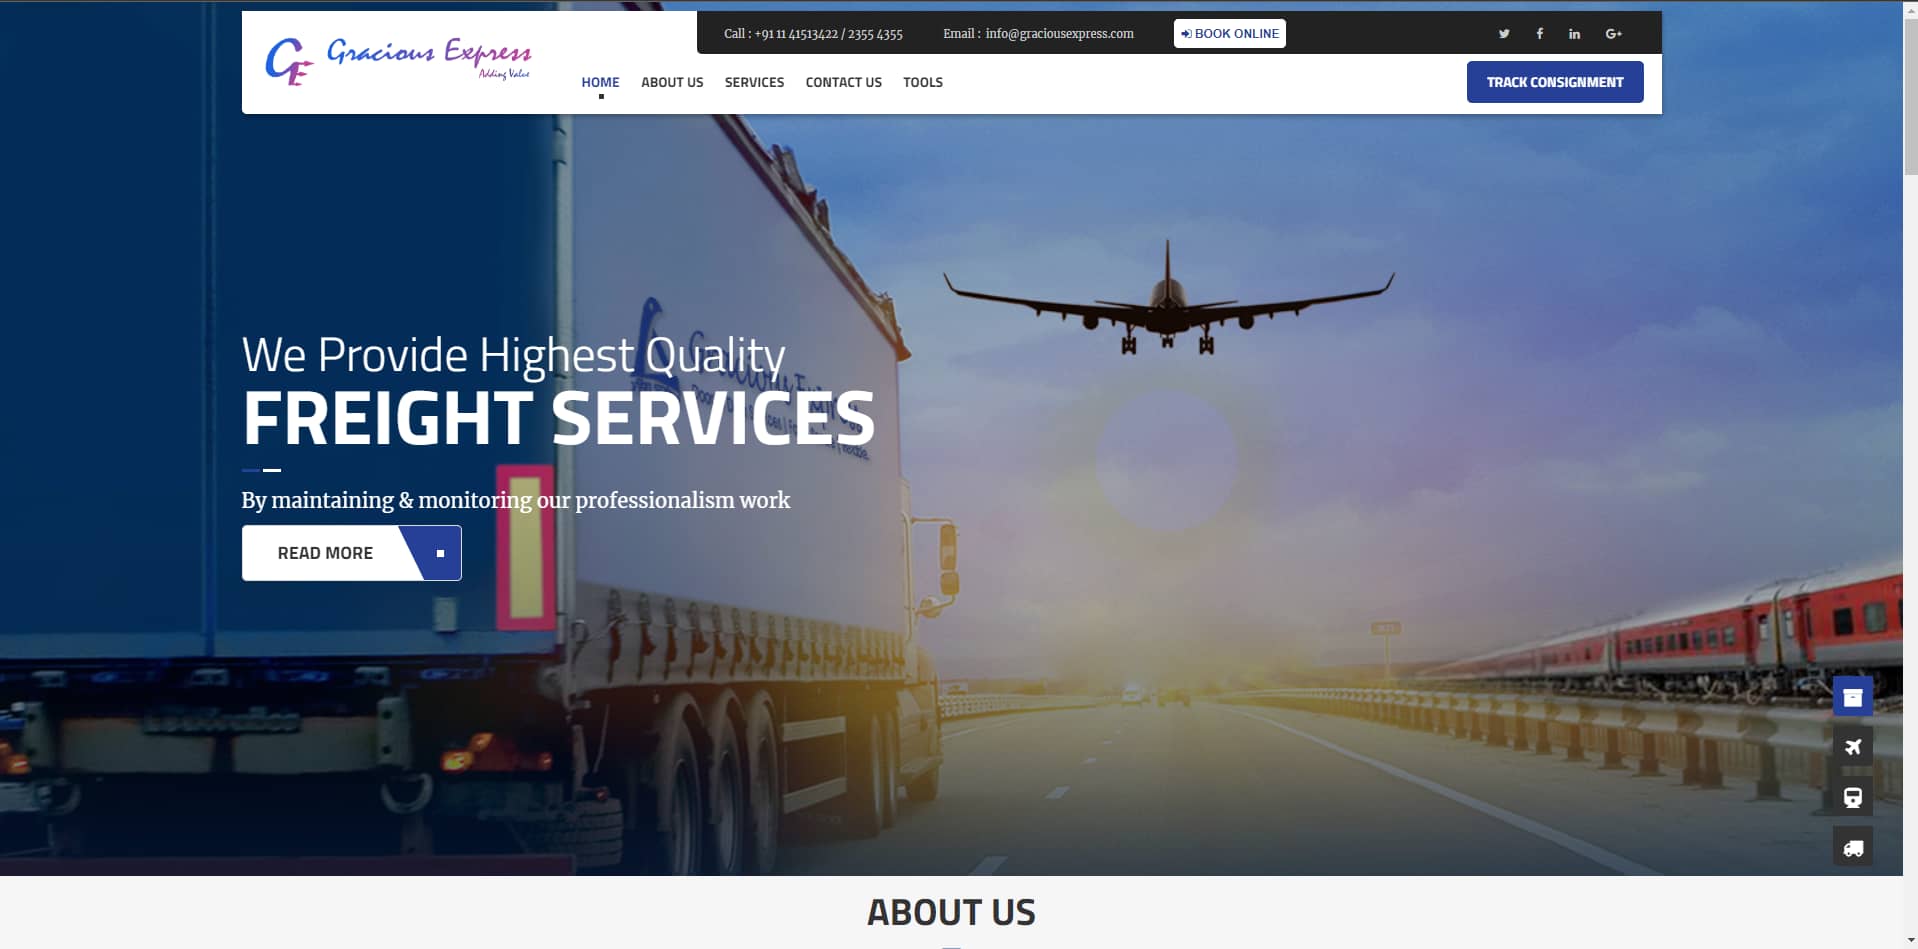 Gracious Express
Adding Value
Call : +91 11 41513422 / 2355 4355
Email : info@graciousexpress.com
BOOK ONLINE
HOME
ABOUT US
SERVICES
CONTACT US
TOOLS
TRACK CONSIGNMENT
We Provide Highest Quality
FREIGHT SERVICES
By maintaining & monitoring our professionalism work
READ MORE
ABOUT US